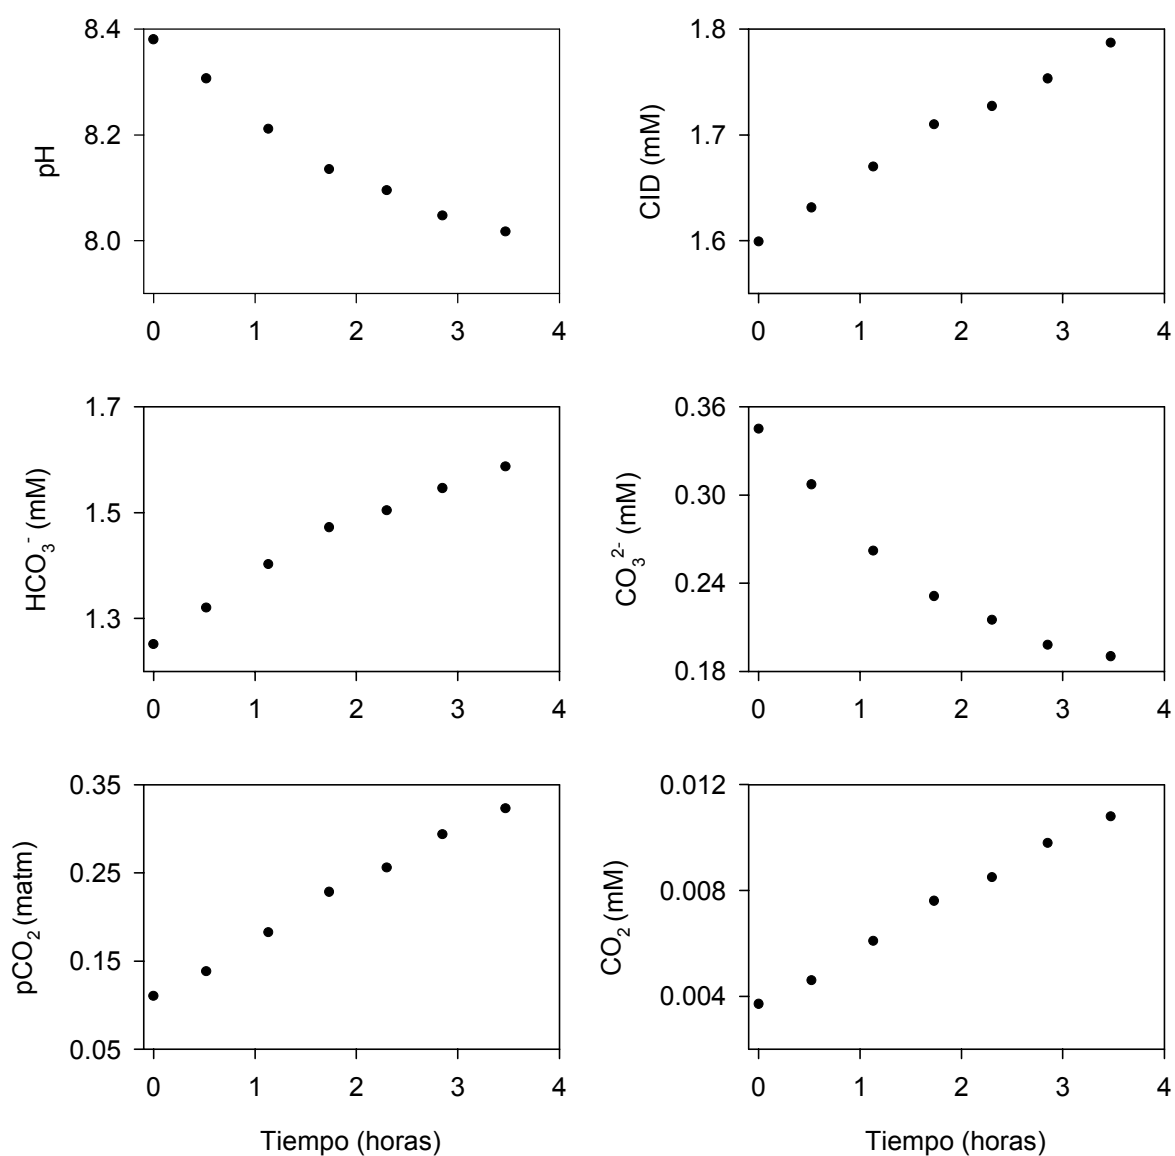 8.4
8.2
8.0
pH
0 1 2 3 4
1.8
1.7
1.6
CID (mM)
0 1 2 3 4
1.7
1.5
1.3
HCO₃⁻ (mM)
0 1 2 3 4
0.36
0.30
0.24
0.18
CO₃²⁻ (mM)
0 1 2 3 4
0.35
0.25
0.15
0.05
pCO₂ (matm)
0 1 2 3 4
Tiempo (horas)
0.012
0.008
0.004
CO₂ (mM)
0 1 2 3 4
Tiempo (horas)